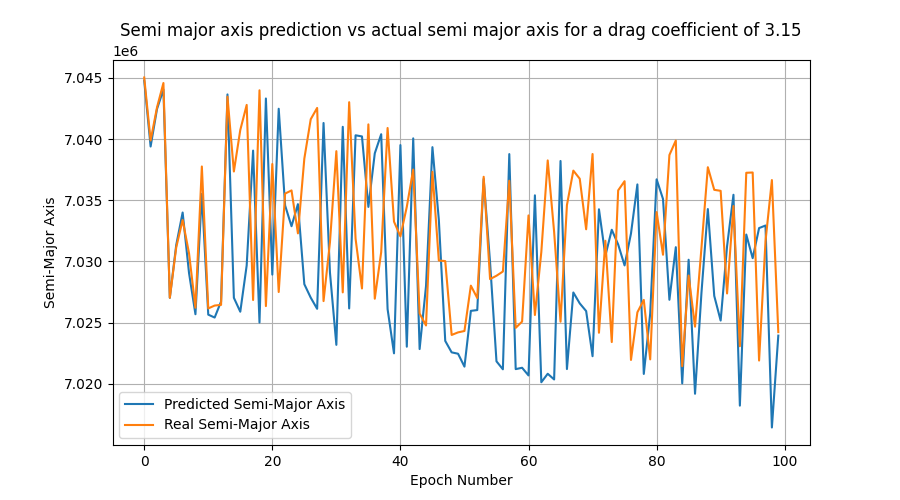 Semi major axis prediction vs actual semi major axis for a drag coefficient of 3.15
1e6
7.045
7.040
7.035
7.030
7.025
7.020
Semi-Major Axis
Predicted Semi-Major Axis
Real Semi-Major Axis
0 20 40 60 80 100
Epoch Number